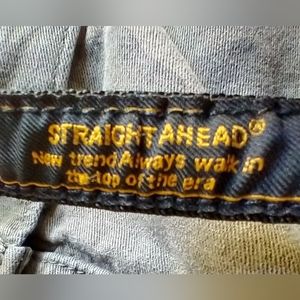 STRAIGHT AHEAD®
New trend Always walk in
the top of the era